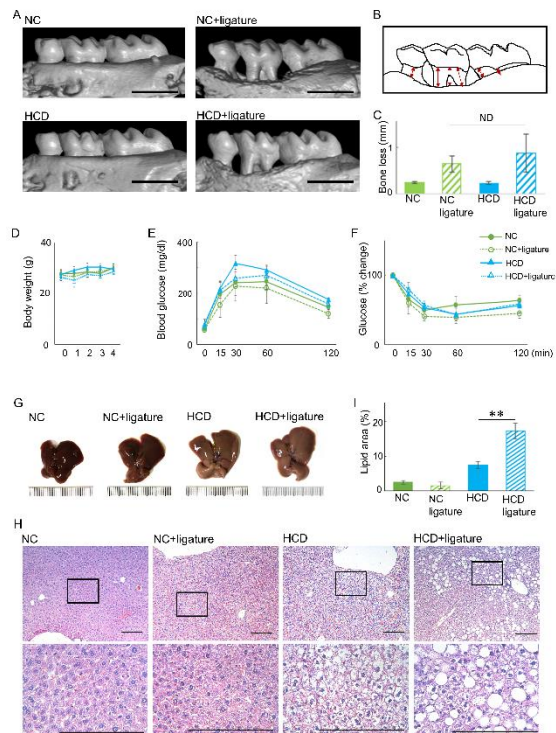 A
NC
NC+ligature
HCD
HCD+ligature
B
C
Bone loss (mm)
1
0
ND
NC
NC ligature
HCD
HCD ligature
D
Body weight (g)
40
20
0
0 1 2 3 4
E
Blood glucose (mg/dl)
400
200
0
0 15 30 60 120
F
Glucose (% change)
100
0
0 15 30 60 120 (min)
NC
NC+ligature
HCD
HCD+ligature
G
NC
NC+ligature
HCD
HCD+ligature
I
Lipid area (%)
20
10
0
**
NC
NC ligature
HCD
HCD ligature
H
NC
NC+ligature
HCD
HCD+ligature